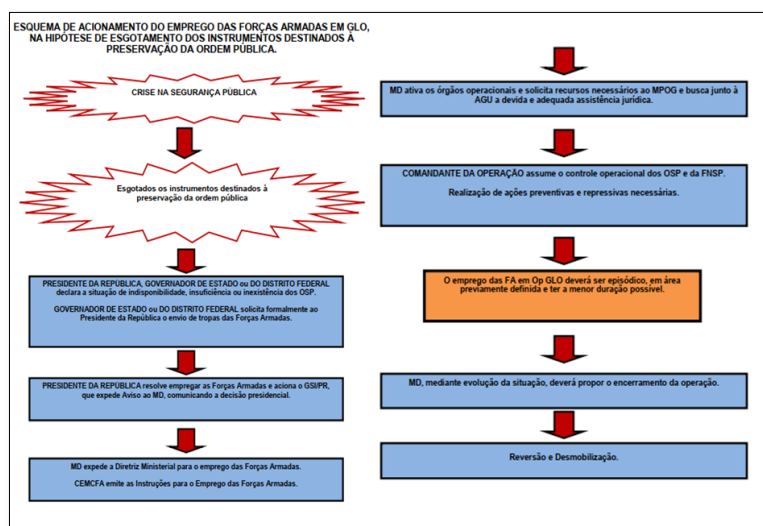 ESQUEMA DE ACIONAMENTO DO EMPREGO DAS FORÇAS ARMADAS EM GLO,
NA HIPÓTESE DE ESGOTAMENTO DOS INSTRUMENTOS DESTINADOS À
PRESERVAÇÃO DA ORDEM PÚBLICA.
CRISE NA SEGURANÇA PÚBLICA
Esgotados os instrumentos destinados à
preservação da ordem pública
PRESIDENTE DA REPÚBLICA, GOVERNADOR DE ESTADO ou DO DISTRITO FEDERAL
declara a situação de indisponibilidade, insuficiência ou inexistência dos OSP.
GOVERNADOR DE ESTADO ou DO DISTRITO FEDERAL solicita formalmente ao
Presidente da República o envio de tropas das Forças Armadas.
PRESIDENTE DA REPÚBLICA resolve empregar as Forças Armadas e aciona o GSI/PR,
que expede Aviso ao MD, comunicando a decisão presidencial.
MD expede a Diretriz Ministerial para o emprego das Forças Armadas.
CEMCFA emite as Instruções para o Emprego das Forças Armadas.
MD ativa os órgãos operacionais e solicita recursos necessários ao MPOG e busca junto à
AGU a devida e adequada assistência jurídica.
COMANDANTE DA OPERAÇÃO assume o controle operacional dos OSP e da FNSP.
Realização de ações preventivas e repressivas necessárias.
O emprego das FA em Op GLO deverá ser episódico, em área
previamente definida e ter a menor duração possível.
MD, mediante evolução da situação, deverá propor o encerramento da operação.
Reversão e Desmobilização.